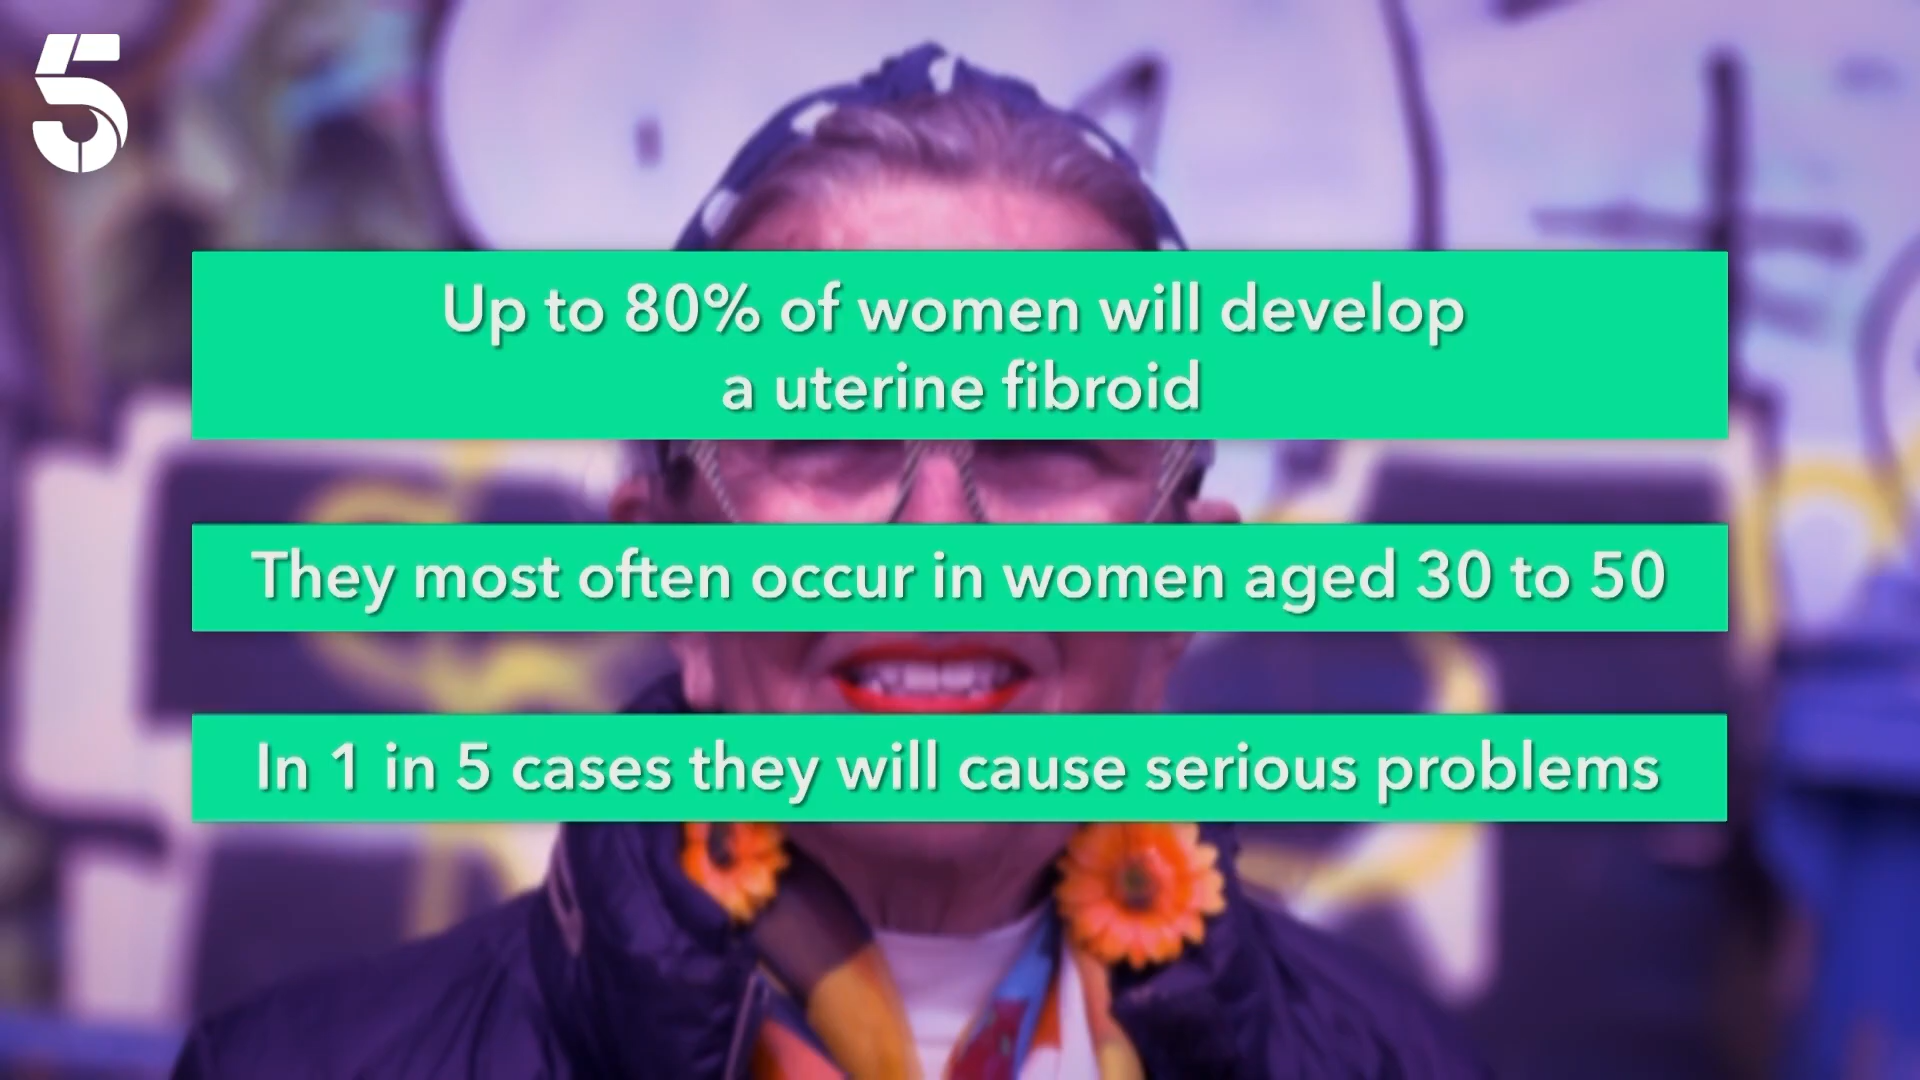 5
Up to 80% of women will develop
a uterine fibroid
They most often occur in women aged 30 to 50
In 1 in 5 cases they will cause serious problems